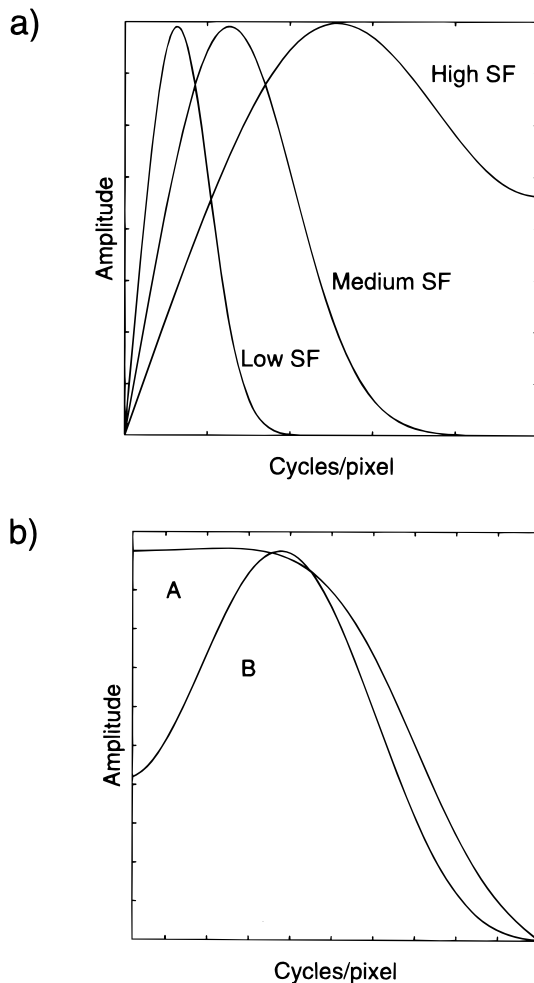 a)
High SF
Amplitude
Medium SF
Low SF
Cycles/pixel
b)
A
B
Amplitude
Cycles/pixel